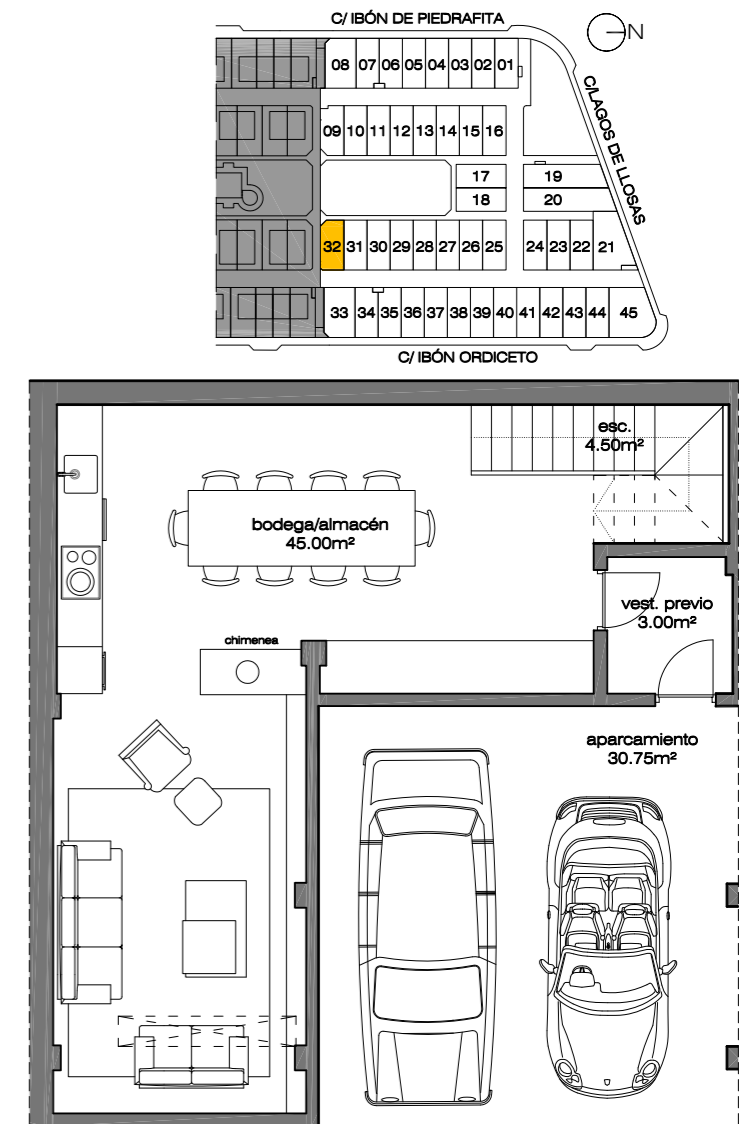 C/ IBÓN DE PIEDRAFITA
N
C/LAGOS DE LLOSAS
08 07 06 05 04 03 02 01
09 10 11 12 13 14 15 16
17 19
18 20
32 31 30 29 28 27 26 25 24 23 22 21
33 34 35 36 37 38 39 40 41 42 43 44 45
C/ IBÓN ORDICETO
esc.
4.50m²
bodega/almacén
45.00m²
vest. previo
3.00m²
chimenea
aparcamiento
30.75m²